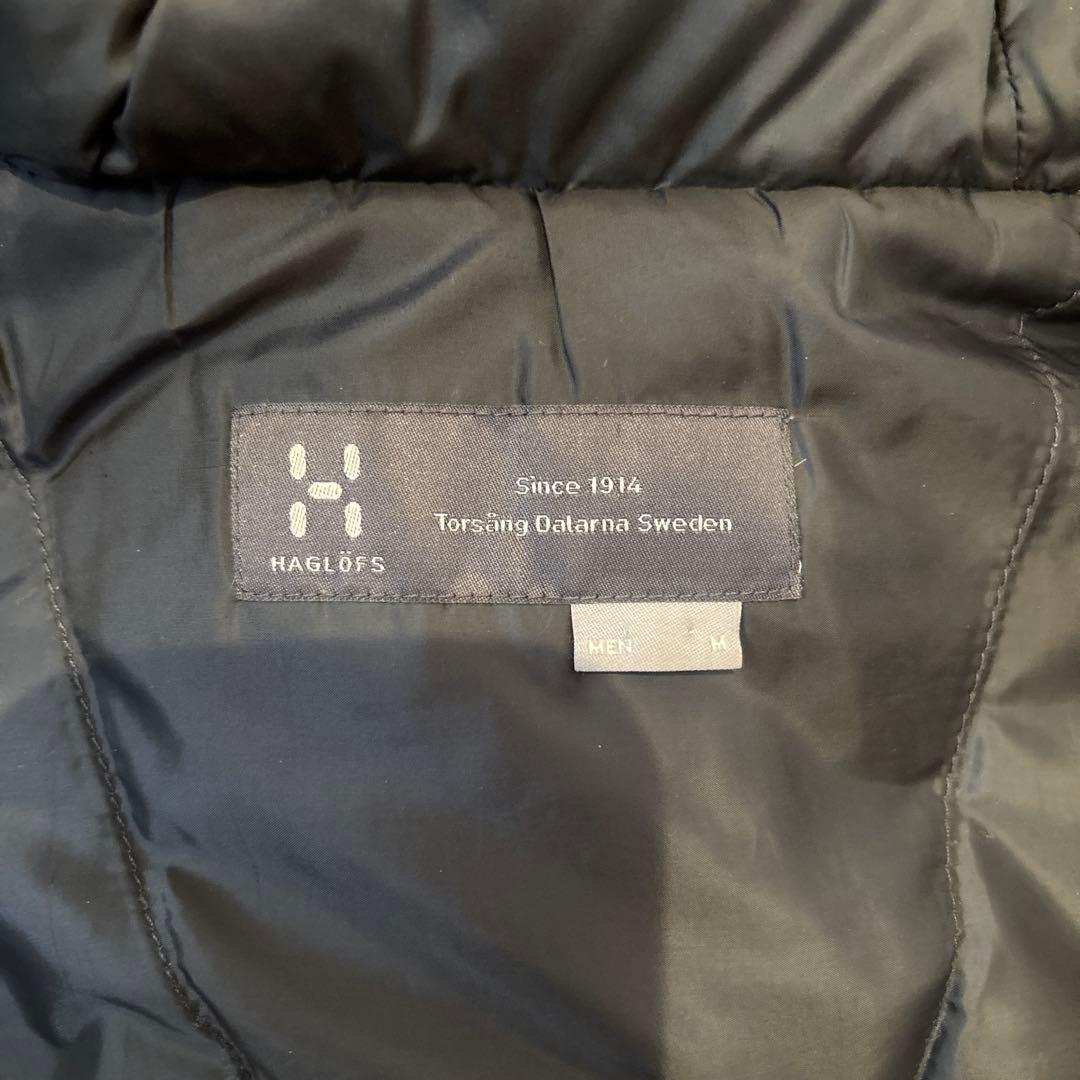 HAGLÖFS
Since 1914
Torsång Dalarna Sweden
MEN M